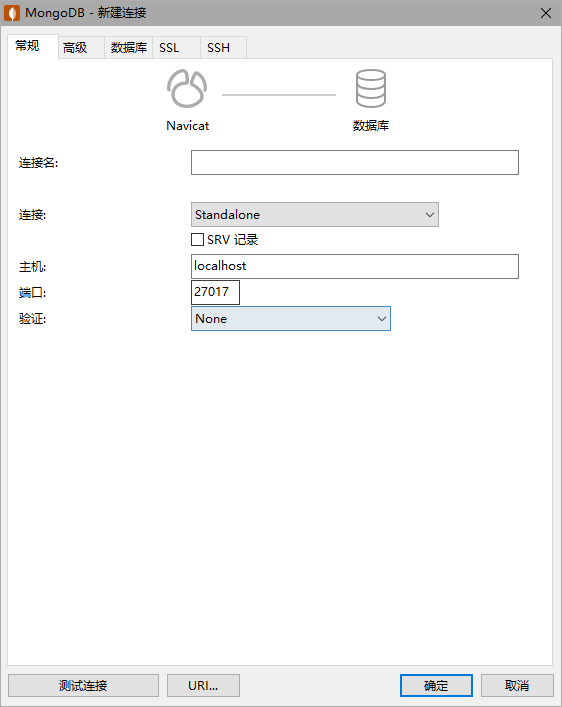 MongoDB - 新建连接
常规 高级 数据库 SSL SSH
Navicat 数据库
连接名:
连接: Standalone
SRV 记录
主机: localhost
端口: 27017
验证: None
测试连接 URI... 确定 取消